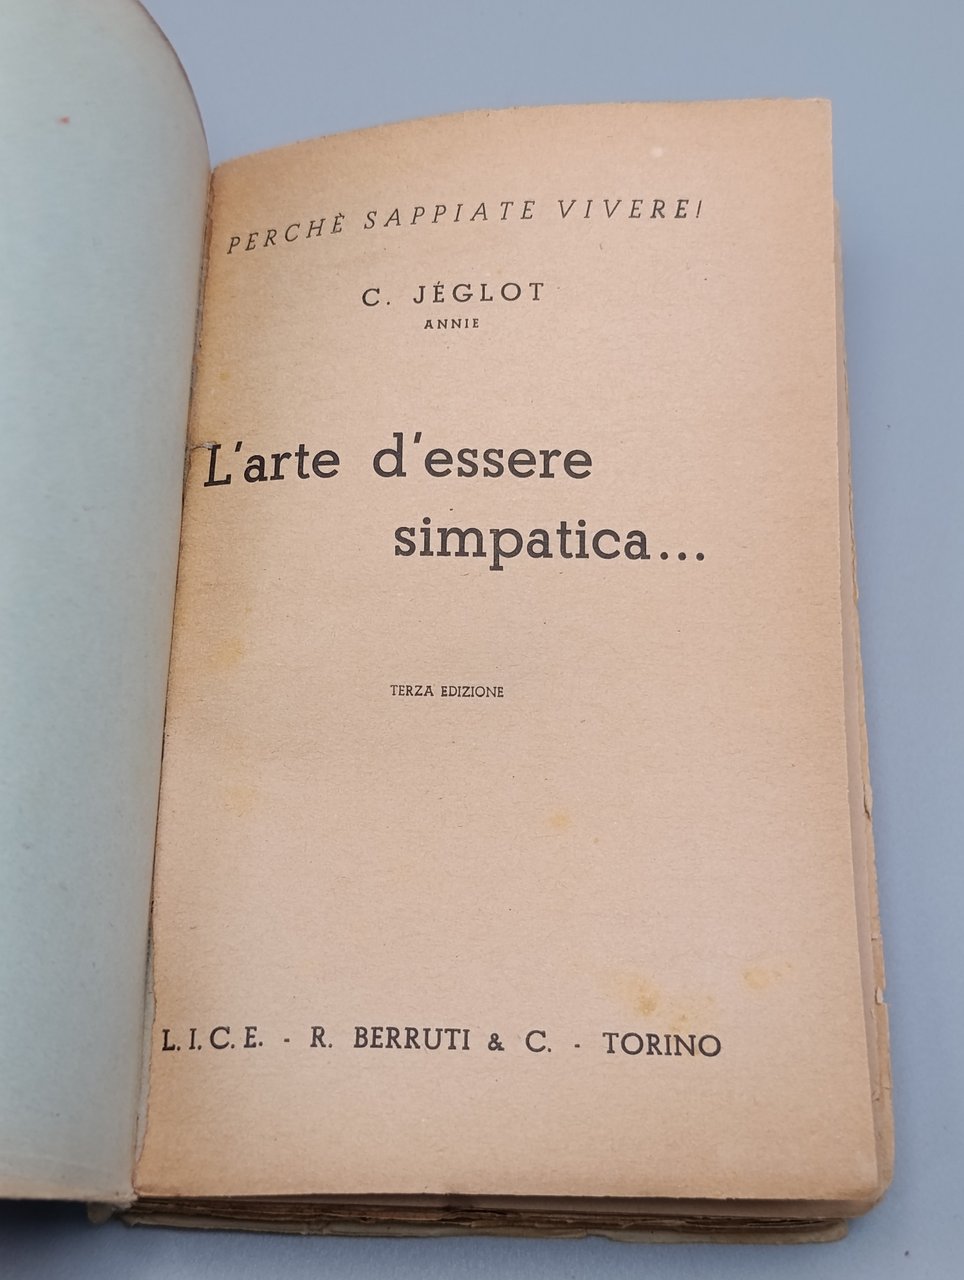 PERCHÈ SAPPIATE VIVERE!
C. JÉGLOT
ANNIE
L'arte d'essere
simpatica...
TERZA EDIZIONE
L.I.C.E. - R. BERRUTI & C. - TORINO